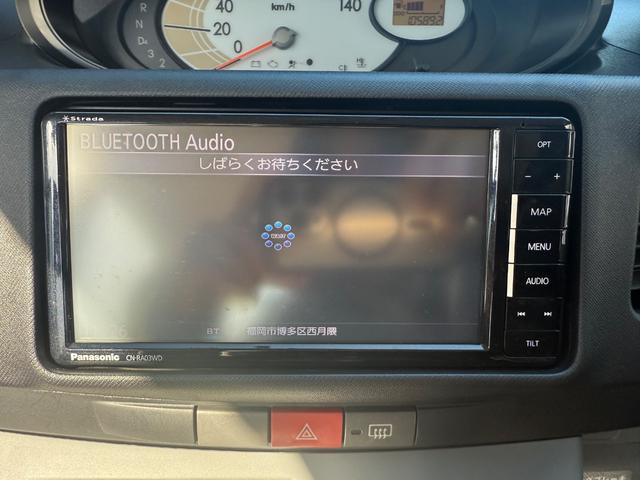 km/h
140
40
20
0
R
N
D
3
2
105892
Strada
BLUETOOTH Audio
しばらくお待ちください
WAIT
BT 福岡市博多区西月隈
OPT
− +
MAP
MENU
AUDIO
TILT
Panasonic CN-RA03WD